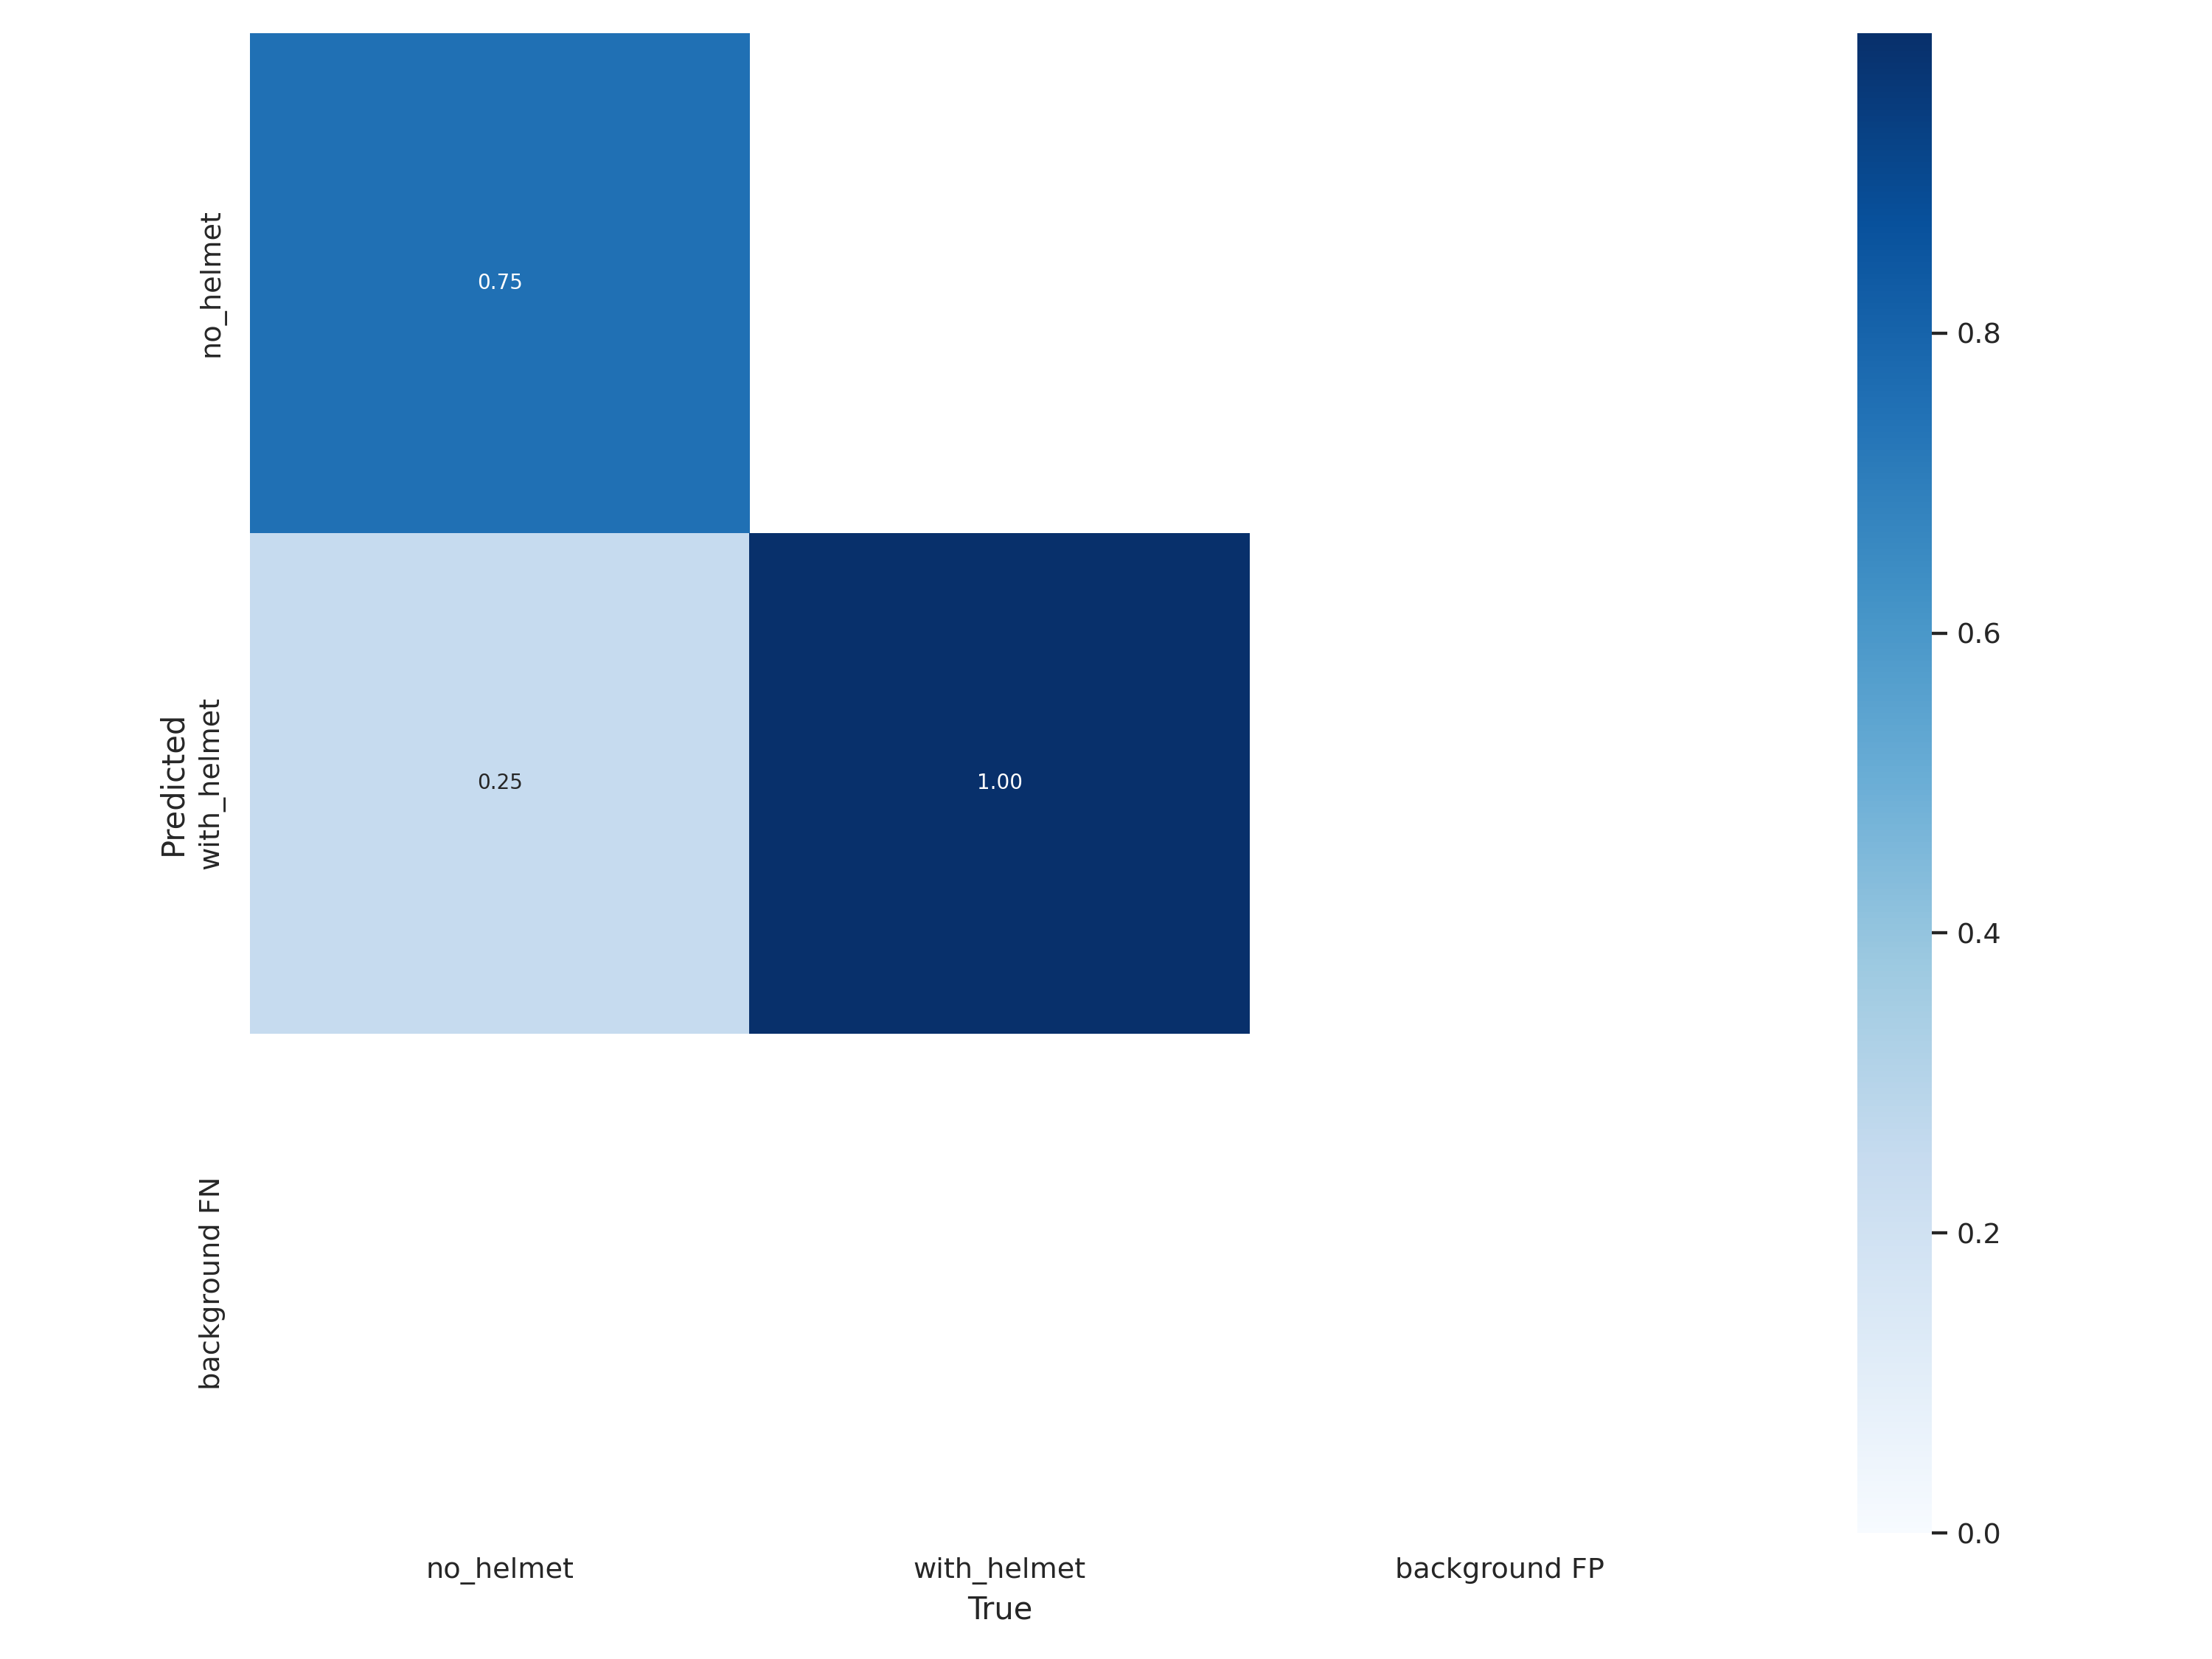 no_helmet
0.75
Predicted
with_helmet
0.25
1.00
background FN
no_helmet
with_helmet
background FP
True
0.8
0.6
0.4
0.2
0.0